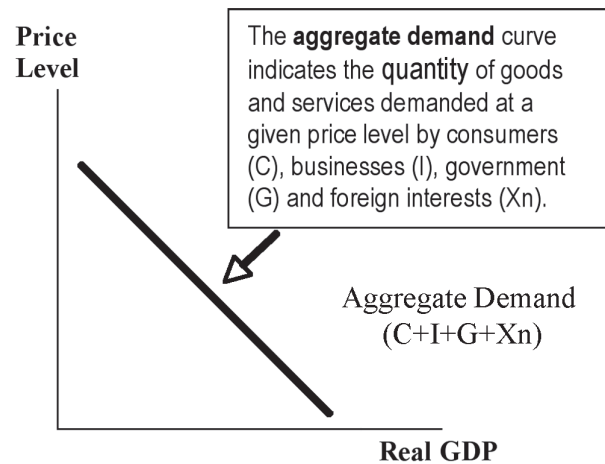 Price
Level
The aggregate demand curve
indicates the quantity of goods
and services demanded at a
given price level by consumers
(C), businesses (I), government
(G) and foreign interests (Xn).
Aggregate Demand
(C+I+G+Xn)
Real GDP